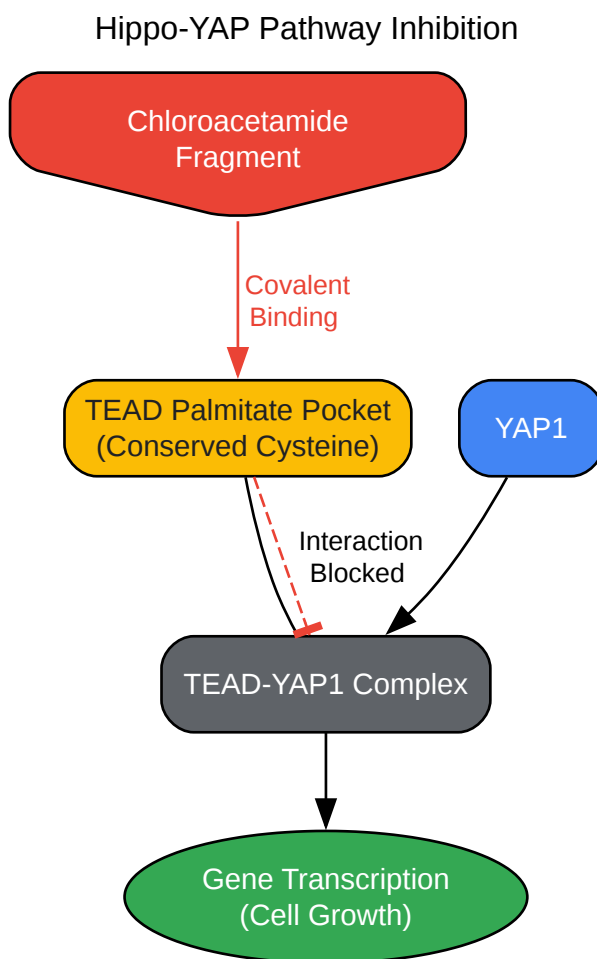 Hippo-YAP Pathway Inhibition
Chloroacetamide
Fragment
Covalent
Binding
TEAD Palmitate Pocket
(Conserved Cysteine)
YAP1
Interaction
Blocked
TEAD-YAP1 Complex
Gene Transcription
(Cell Growth)